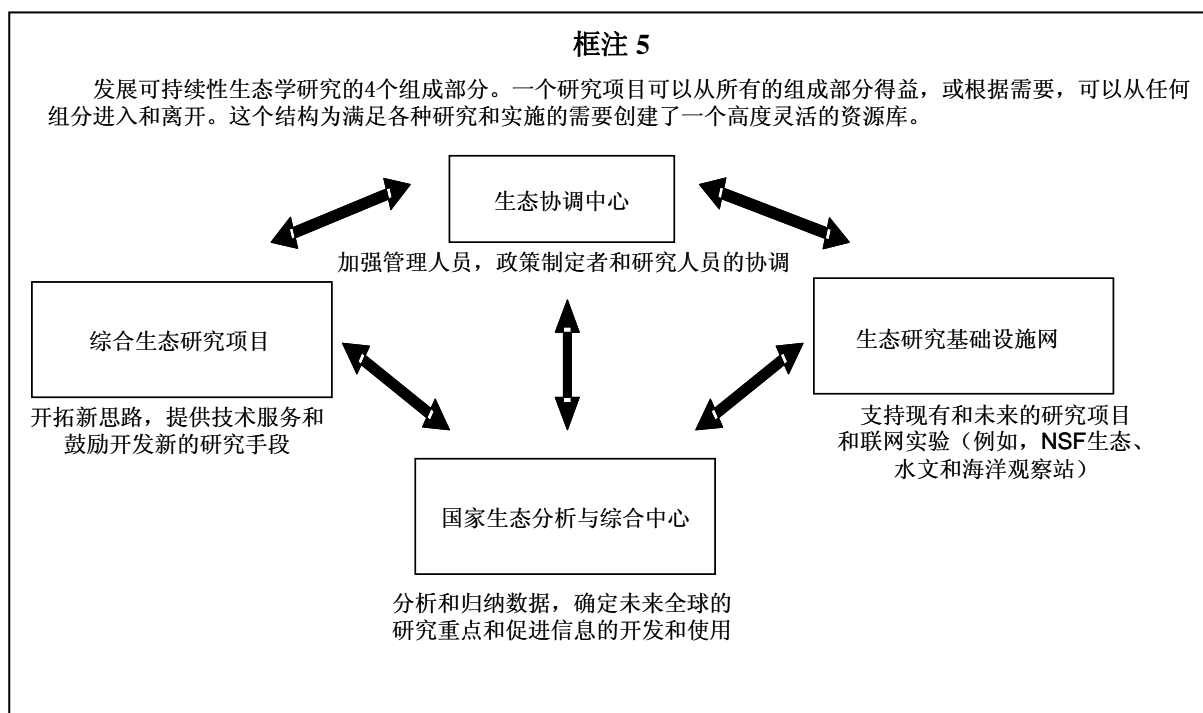 框注 5
发展可持续性生态学研究的4个组成部分。一个研究项目可以从所有的组成部分得益，或根据需要，可以从任何
组分进入和离开。这个结构为满足各种研究和实施的需要创建了一个高度灵活的资源库。
生态协调中心
加强管理人员，政策制定者和研究人员的协调
综合生态研究项目
开拓新思路，提供技术服务和
鼓励开发新的研究手段
生态研究基础设施网
支持现有和未来的研究项目
和联网实验（例如，NSF生态、
水文和海洋观察站）
国家生态分析与综合中心
分析和归纳数据，确定未来全球的
研究重点和促进信息的开发和使用